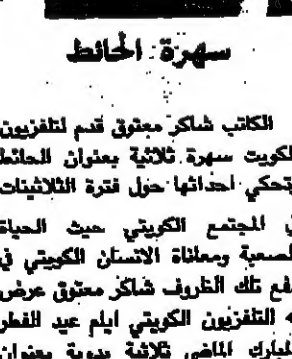 سهرة الحائط
الكاتب شاكر معتوق قدم لتلفزيون
الكويت سهرة ثلاثية بعنوان الحائط
وتحكي احداثها حول فترة الثلاثينات
المجتمع الكويتي حيث الحياة
الصعبة ومعاناة الانسان الكويتي في
تلك الظروف شاكر معتوق عرض
التلفزيون الكويتي ايام عيد الفطر
المبارك الماضي ثلاثية بدوية بعنوان